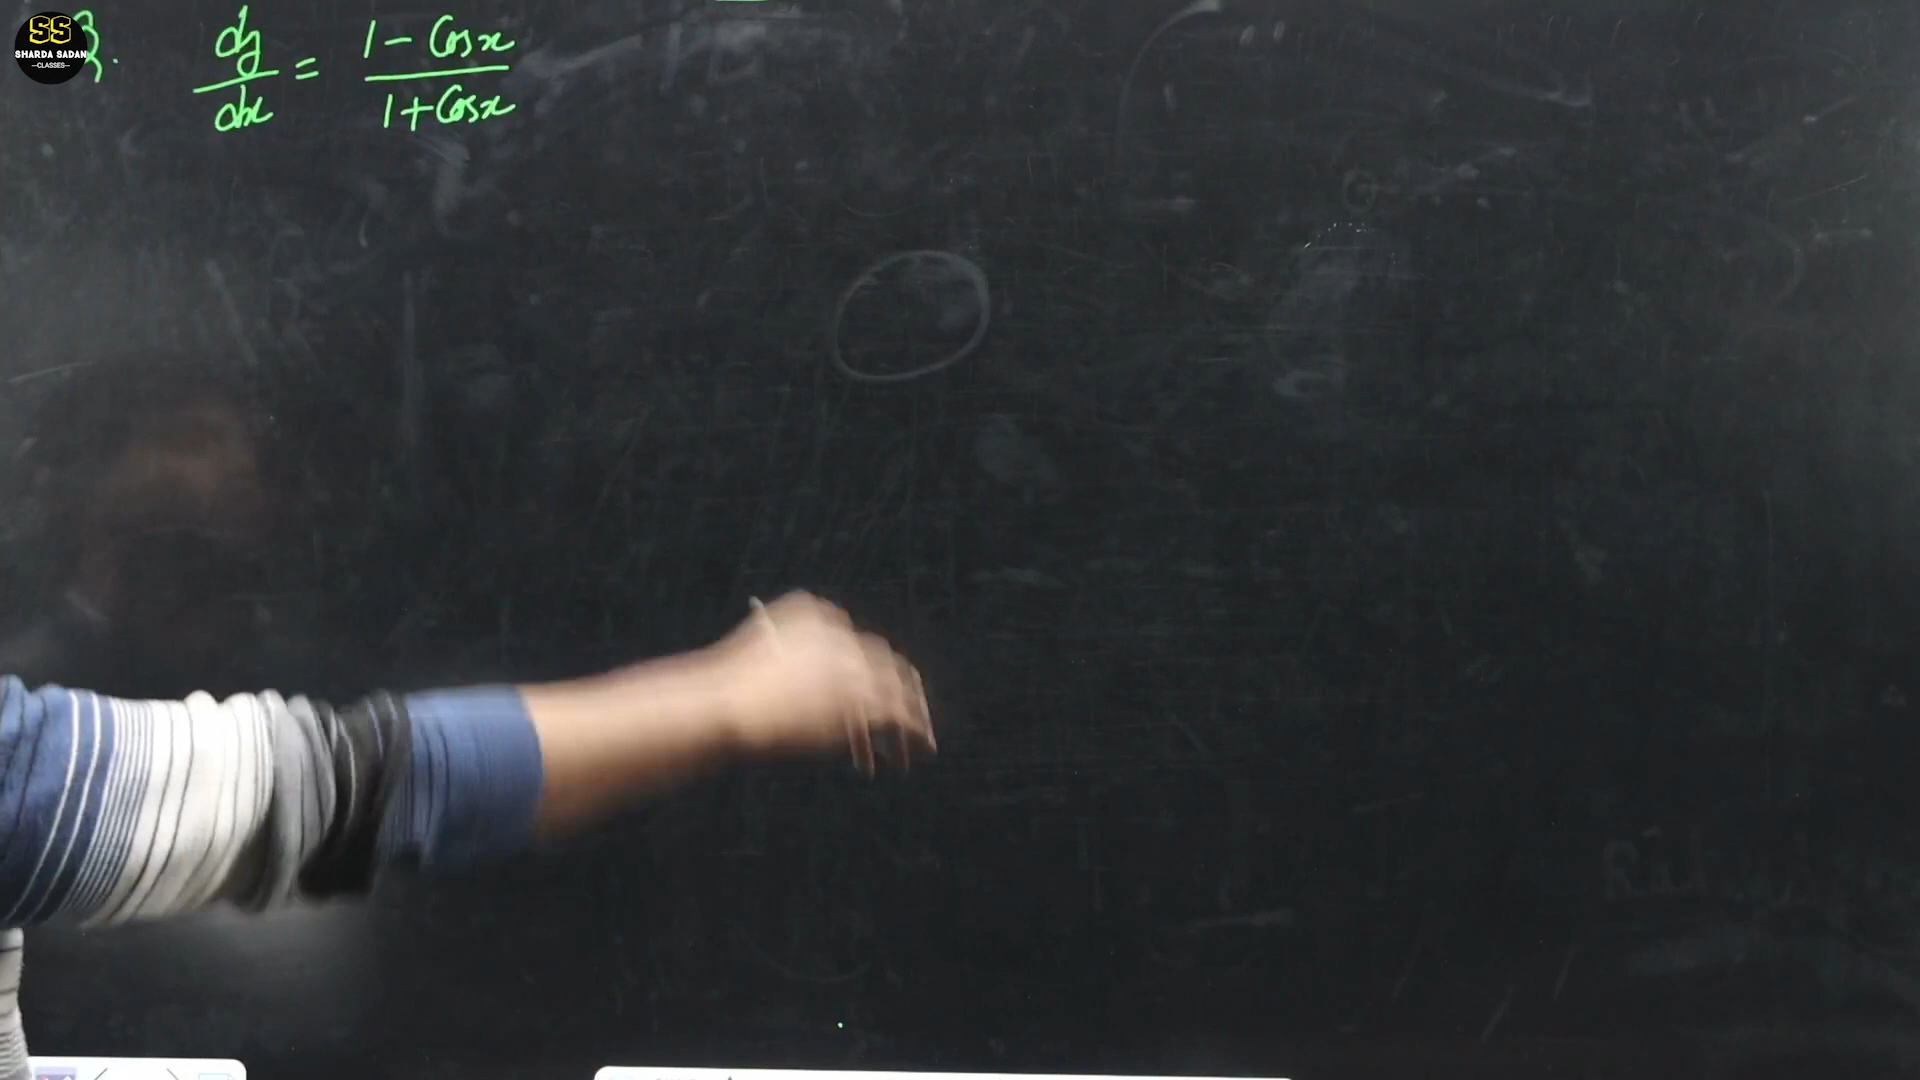 SS
SHARDA SADAN
—CLASSES—
Q. dy/dx = 1 - Cosx / 1 + Cosx